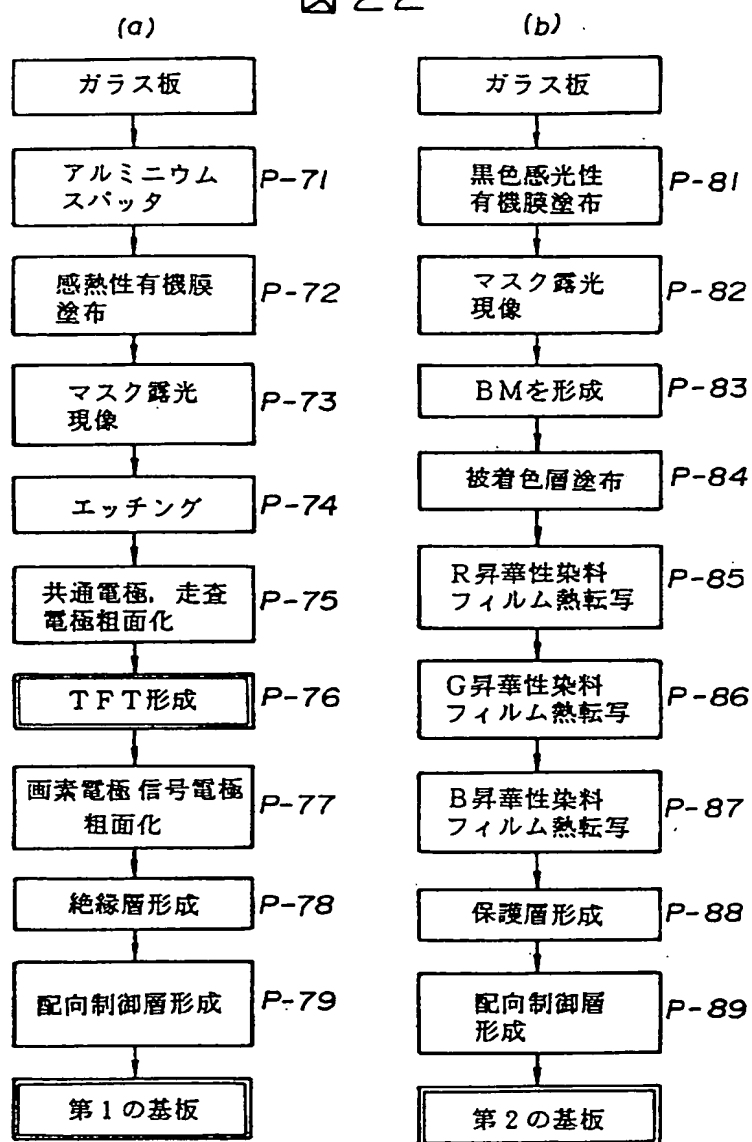 図22
(a)
ガラス板
アルミニウム
スパッタ
P-71
感熱性有機膜
塗布
P-72
マスク露光
現像
P-73
エッチング
P-74
共通電極，走査
電極粗面化
P-75
TFT形成
P-76
画素電極 信号電極
粗面化
P-77
絶縁層形成
P-78
配向制御層形成
P-79
第1の基板
(b)
ガラス板
黒色感光性
有機膜塗布
P-81
マスク露光
現像
P-82
BMを形成
P-83
被着色層塗布
P-84
R昇華性染料
フィルム熱転写
P-85
G昇華性染料
フィルム熱転写
P-86
B昇華性染料
フィルム熱転写
P-87
保護層形成
P-88
配向制御層
形成
P-89
第2の基板